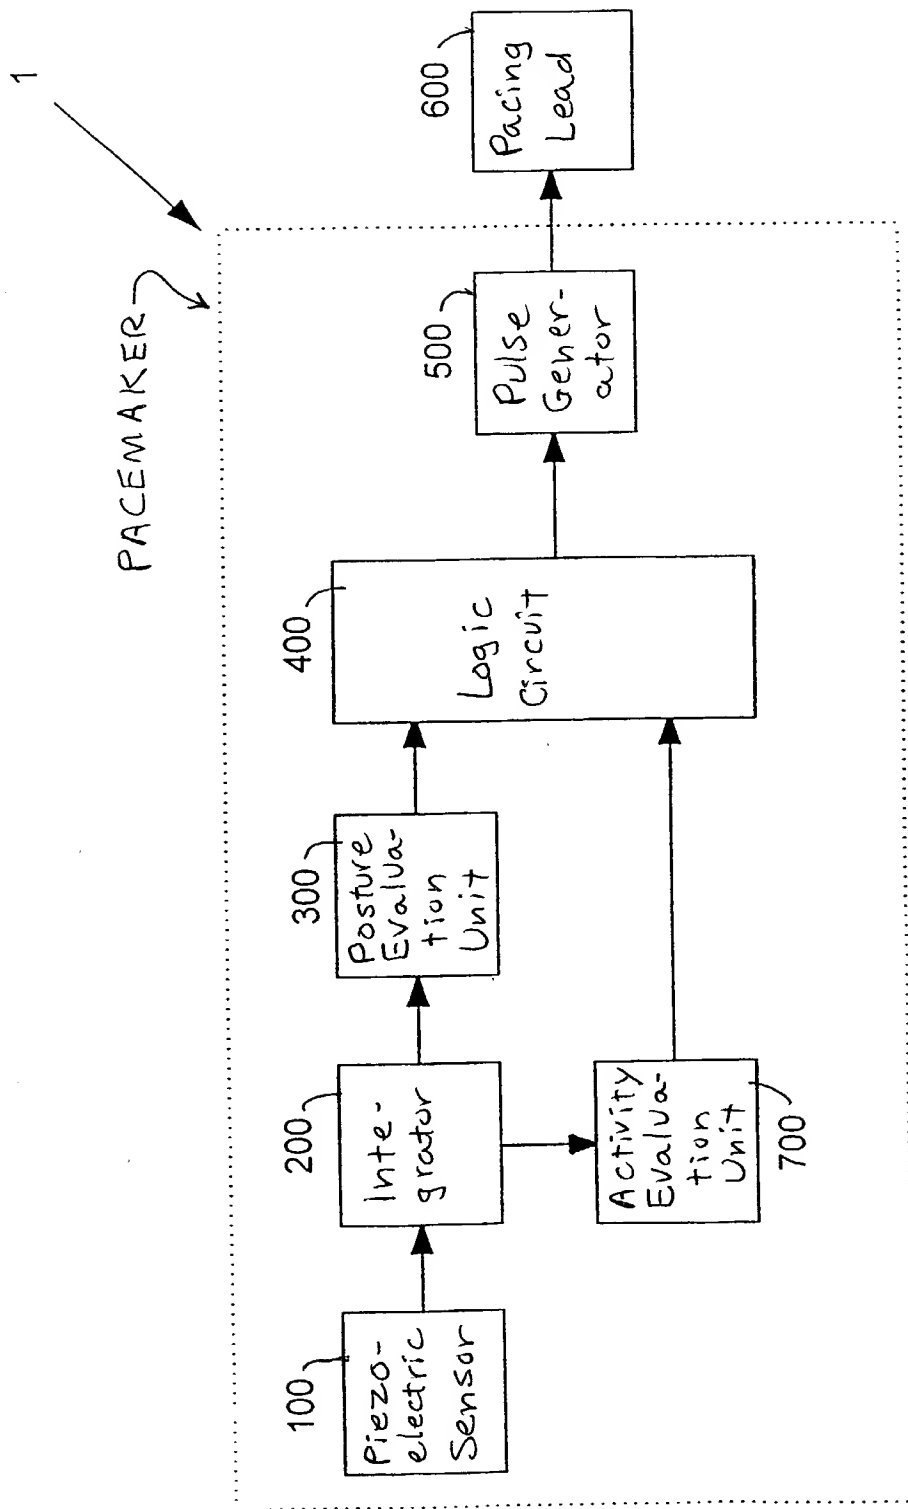 1
PACEMAKER
100
Piezo-
electric
Sensor
200
Inte-
grator
300
Posture
Evalua-
tion
Unit
400
Logic
Circuit
500
Pulse
Gener-
ator
600
Pacing
Lead
Activity
Evalua-
tion
Unit
700